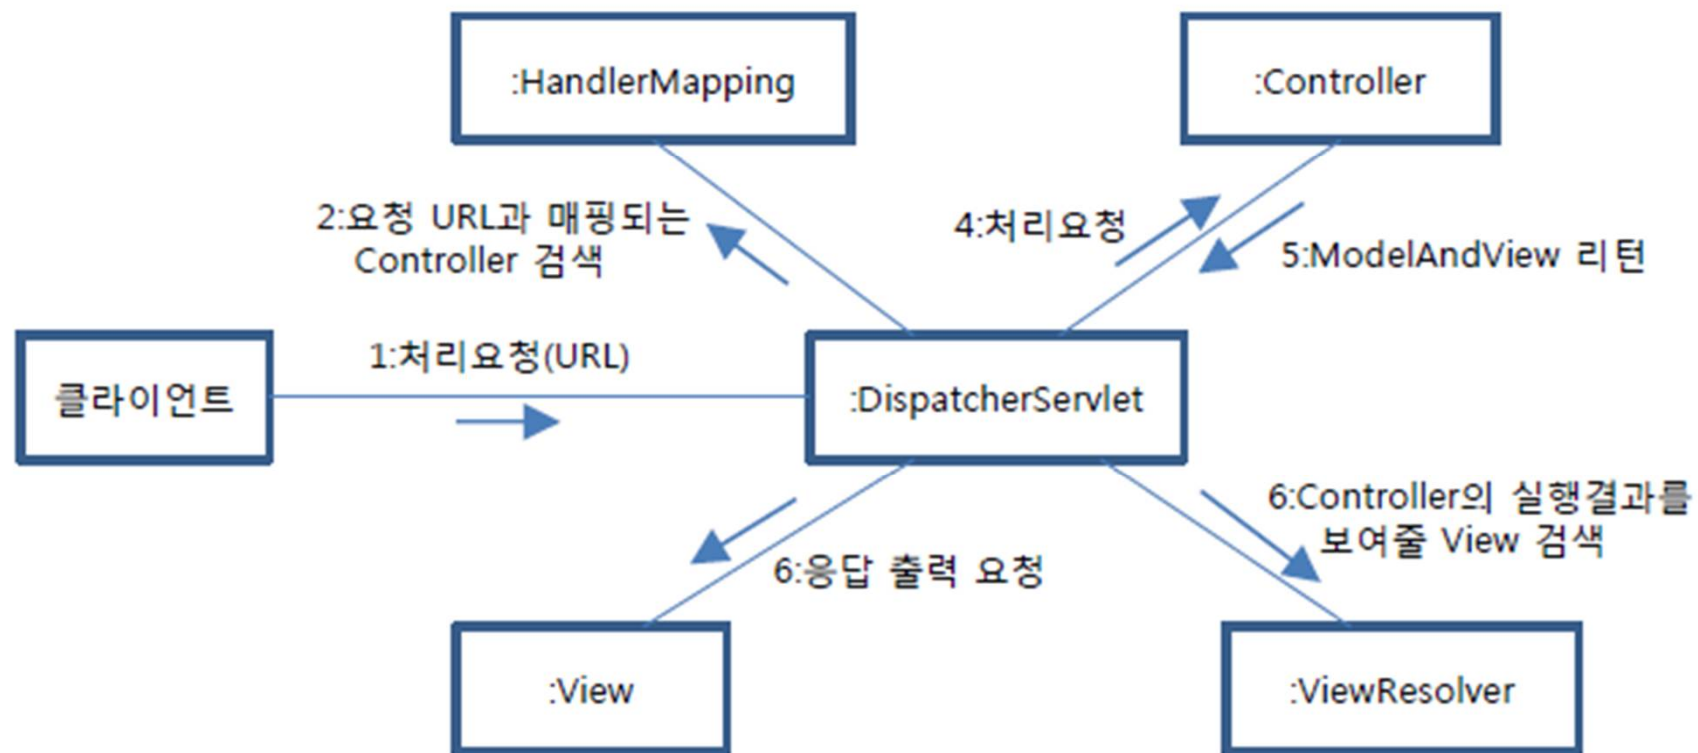 :HandlerMapping
:Controller
2:요청 URL과 매핑되는
Controller 검색
4:처리요청
5:ModelAndView 리턴
클라이언트
1:처리요청(URL)
:DispatcherServlet
6:응답 출력 요청
6:Controller의 실행결과를
보여줄 View 검색
:View
:ViewResolver